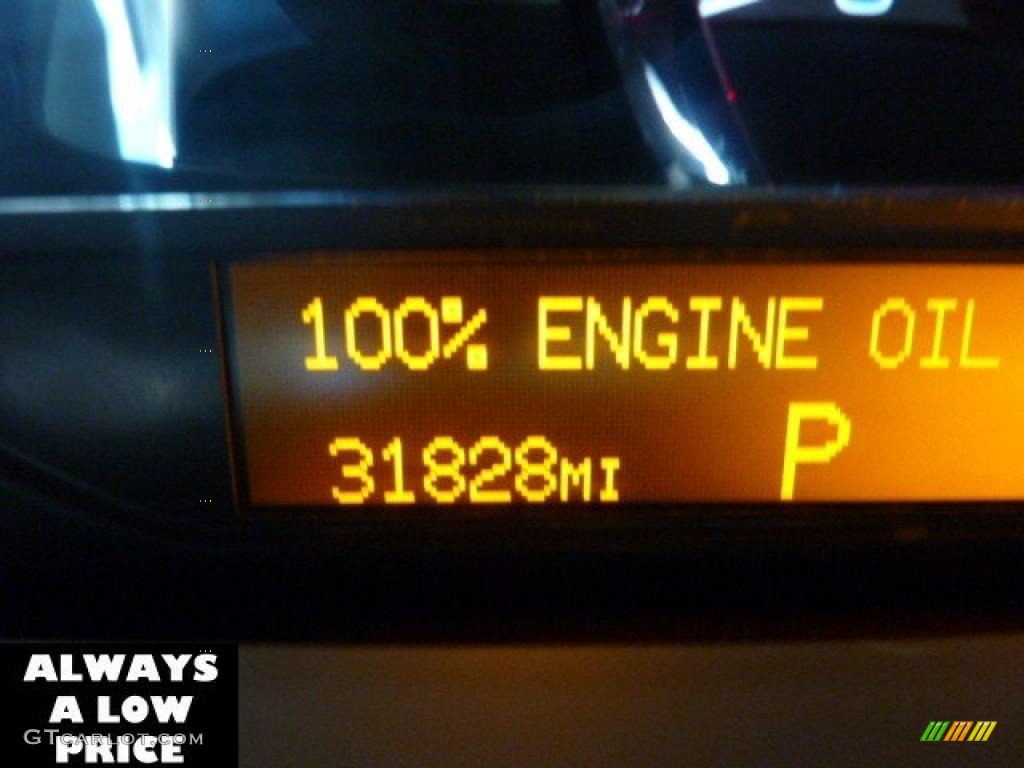 100% ENGINE OIL
31828MI P
ALWAYS
A LOW
GTcarlot.com
PRICE